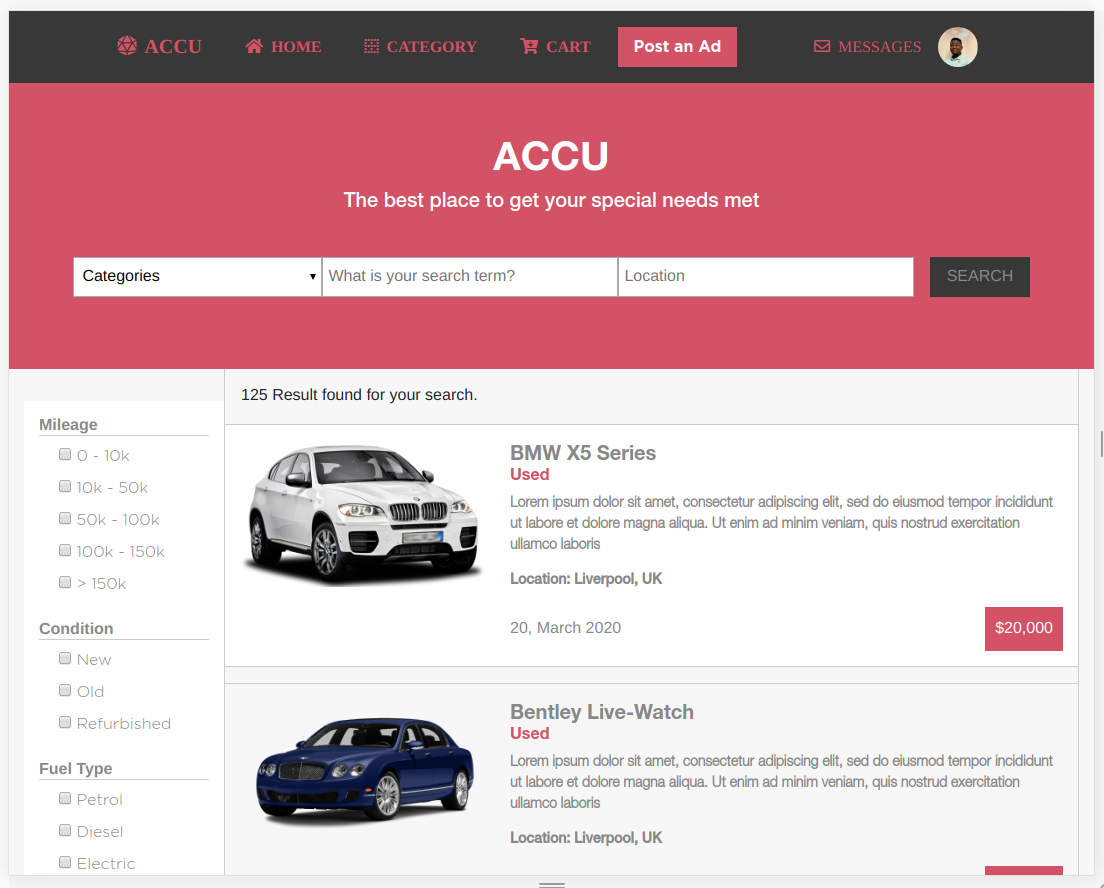 ACCU HOME CATEGORY CART Post an Ad MESSAGES
ACCU
The best place to get your special needs met
Categories What is your search term? Location SEARCH
125 Result found for your search.
Mileage
0 - 10k
10k - 50k
50k - 100k
100k - 150k
> 150k
Condition
New
Old
Refurbished
Fuel Type
Petrol
Diesel
Electric
BMW X5 Series
Used
Lorem ipsum dolor sit amet, consectetur adipiscing elit, sed do eiusmod tempor incididunt
ut labore et dolore magna aliqua. Ut enim ad minim veniam, quis nostrud exercitation
ullamco laboris
Location: Liverpool, UK
20, March 2020 $20,000
Bentley Live-Watch
Used
Lorem ipsum dolor sit amet, consectetur adipiscing elit, sed do eiusmod tempor incididunt
ut labore et dolore magna aliqua. Ut enim ad minim veniam, quis nostrud exercitation
ullamco laboris
Location: Liverpool, UK